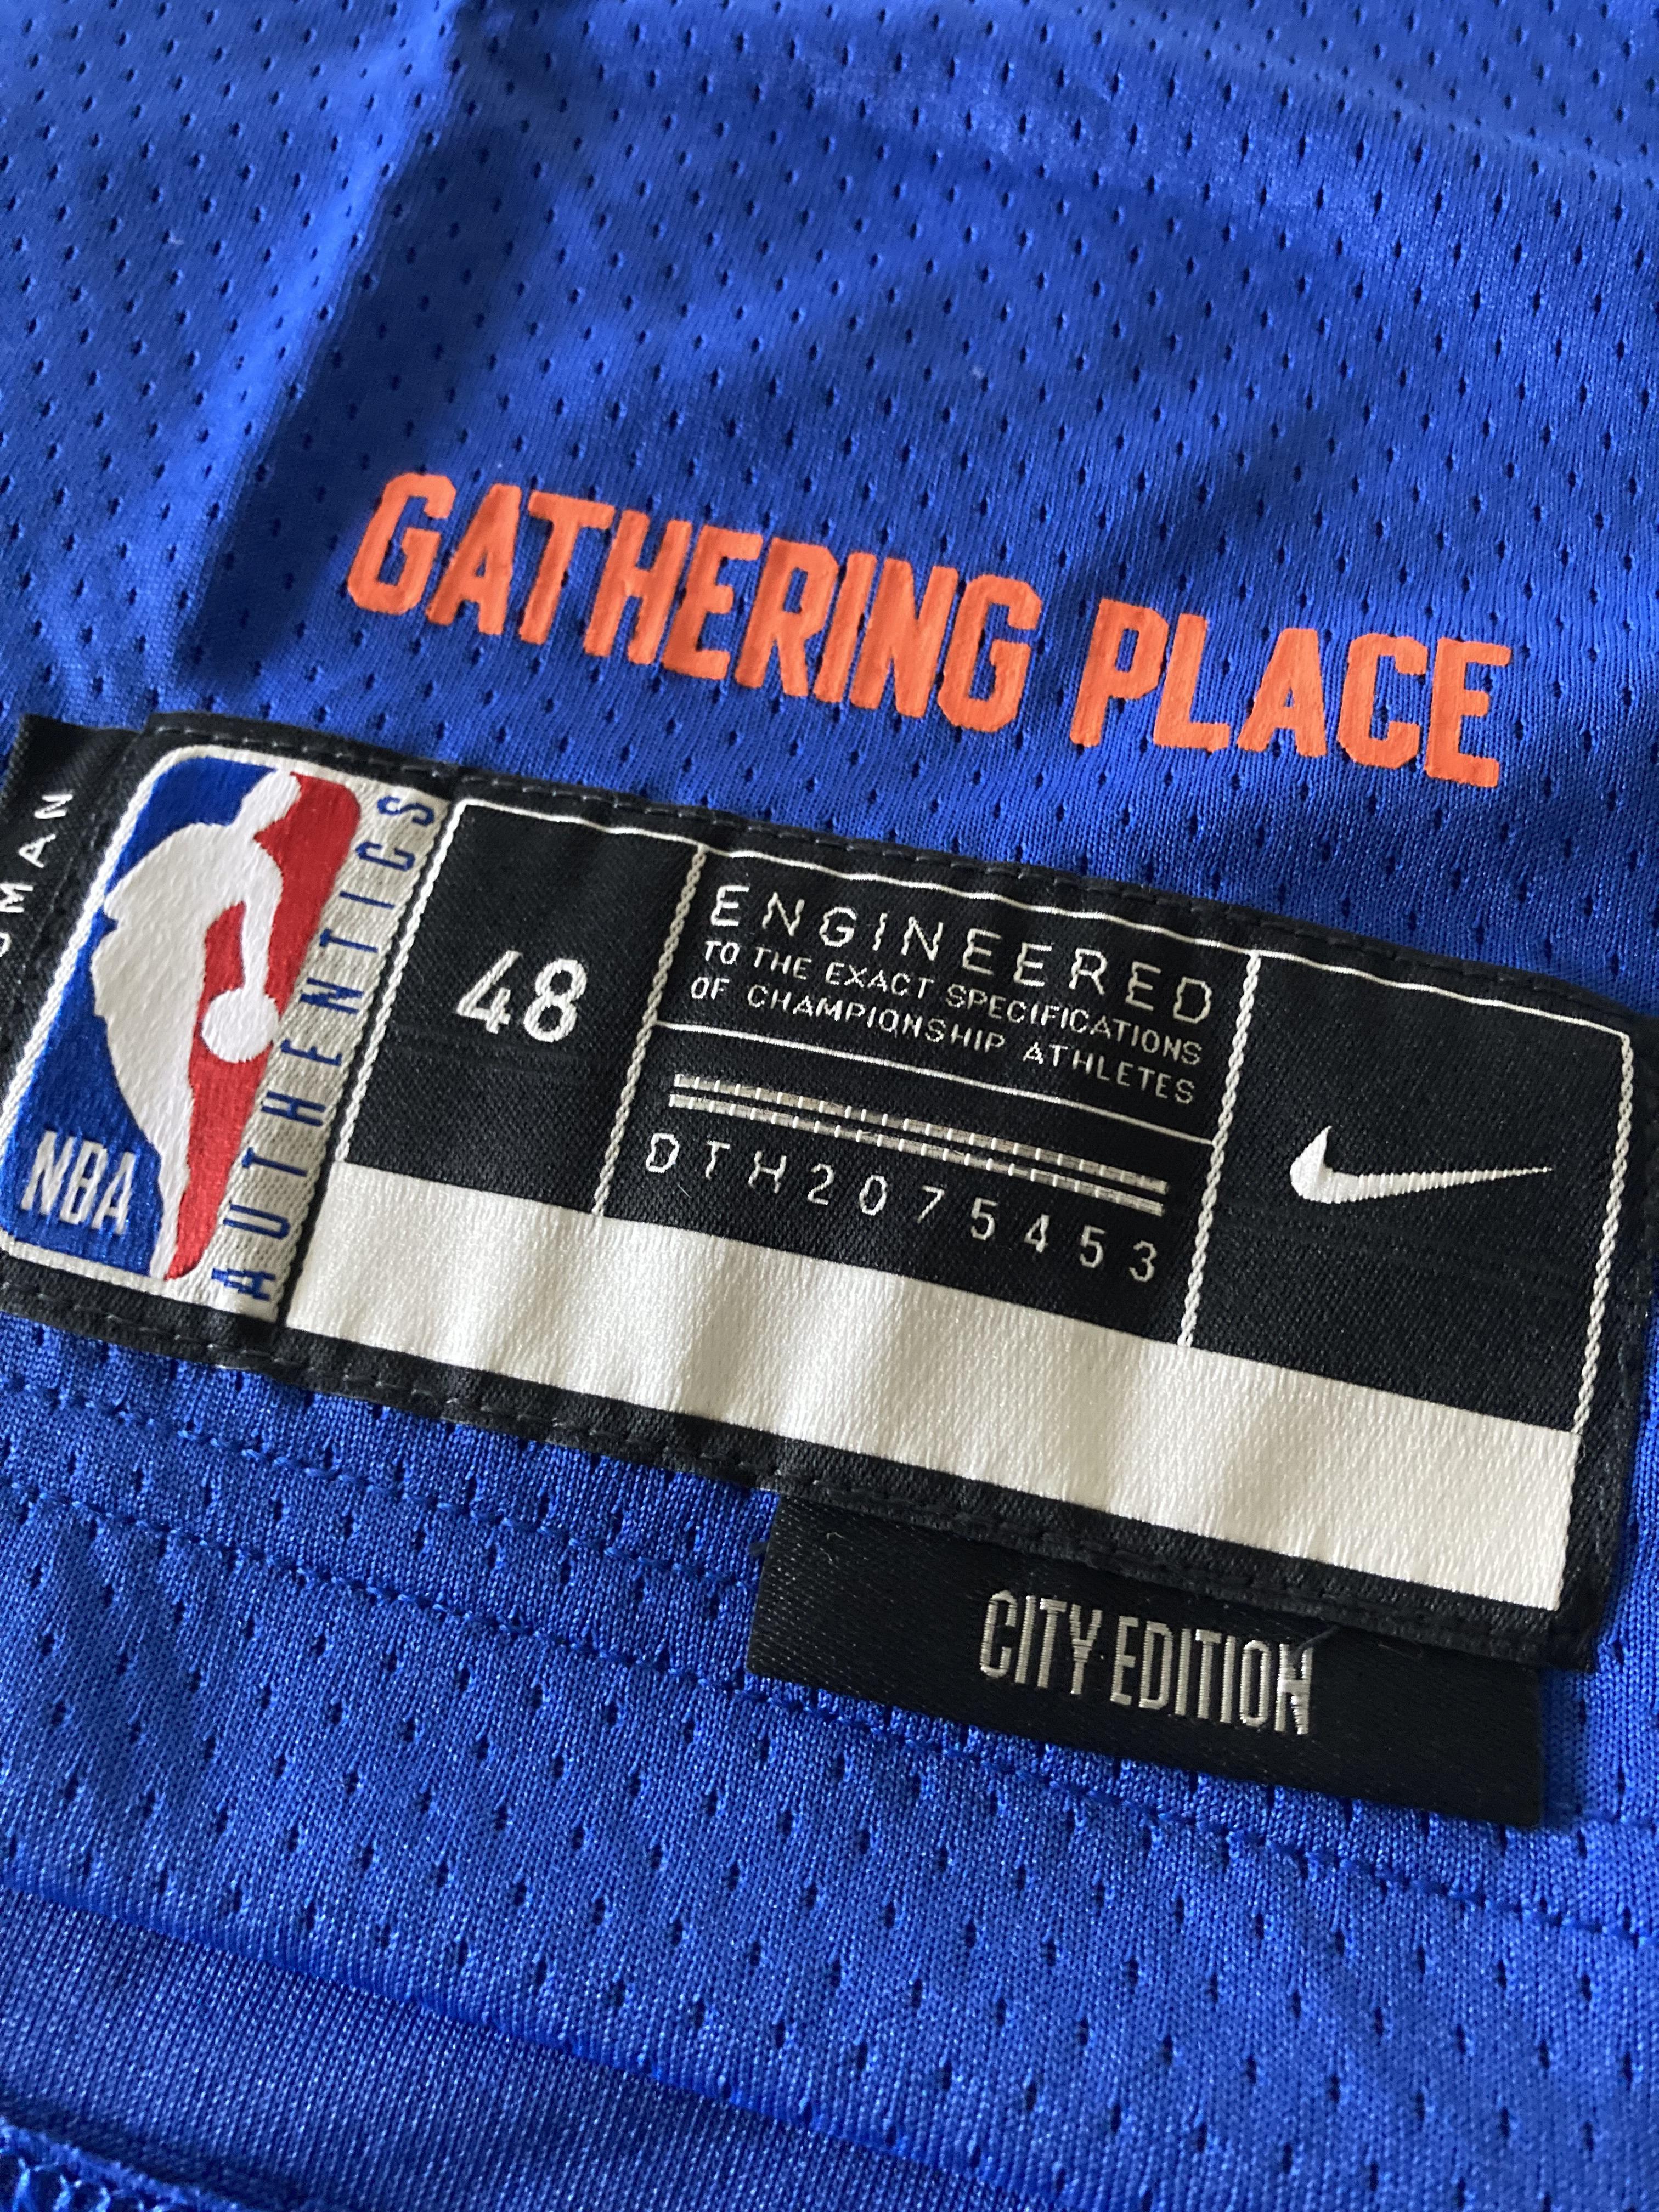 GATHERING PLACE
NBA
AUTHENTICS
48
ENGINEERED
TO THE EXACT SPECIFICATIONS
OF CHAMPIONSHIP ATHLETES
DTH2075453
CITY EDITION